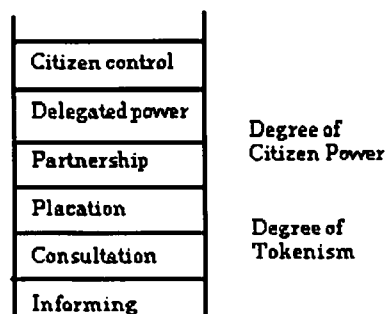 Citizen control
Delegated power
Degree of
Citizen Power
Partnership
Placation
Degree of
Tokenism
Consultation
Informing